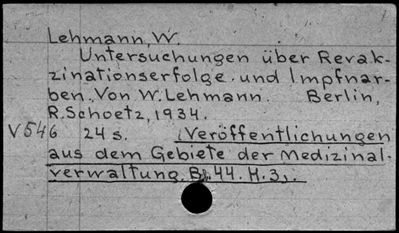 Lehmann, W.
Untersuchungen über Revak-
zinationserfolge und Impfnar-
ben. Von W. Lehmann. Berlin,
R. Schoetz, 1934.
V546 24 s. (Veröffentlichungen
aus dem Gebiete der Medizinal-
verwaltung. Bd. 44. H. 3).